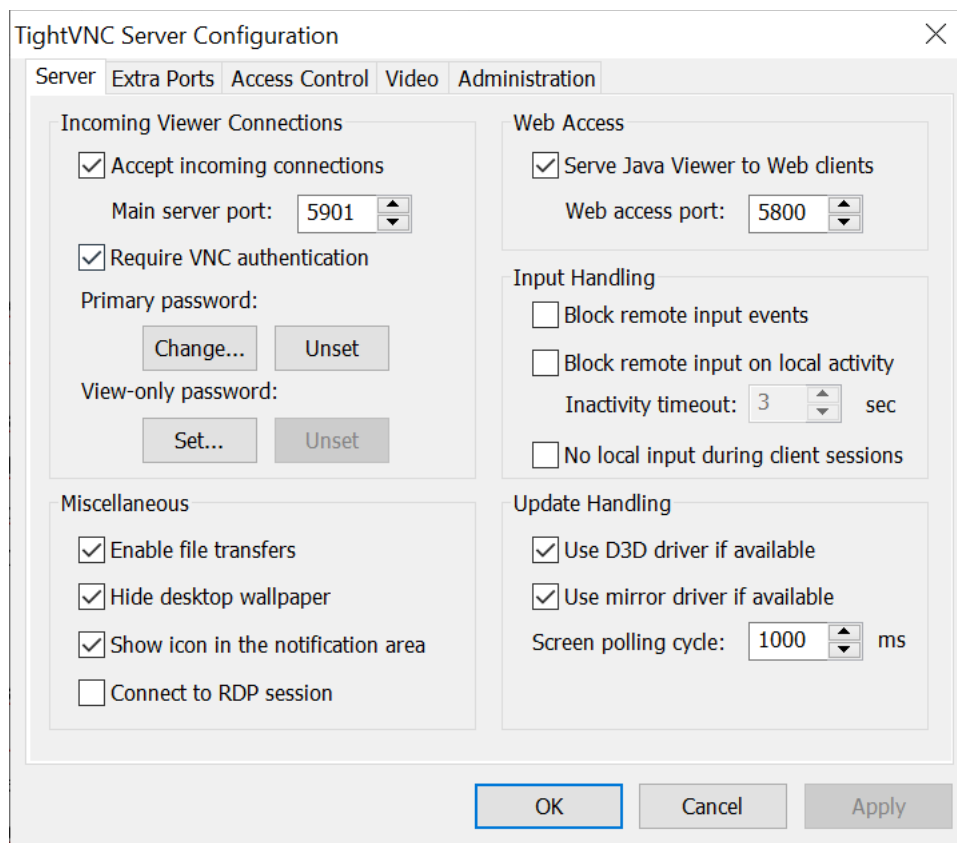 TightVNC Server Configuration
Server Extra Ports Access Control Video Administration
Incoming Viewer Connections
Accept incoming connections
Main server port: 5901
Require VNC authentication
Primary password:
Change... Unset
View-only password:
Set... Unset
Miscellaneous
Enable file transfers
Hide desktop wallpaper
Show icon in the notification area
Connect to RDP session
Web Access
Serve Java Viewer to Web clients
Web access port: 5800
Input Handling
Block remote input events
Block remote input on local activity
Inactivity timeout: 3 sec
No local input during client sessions
Update Handling
Use D3D driver if available
Use mirror driver if available
Screen polling cycle: 1000 ms
OK Cancel Apply